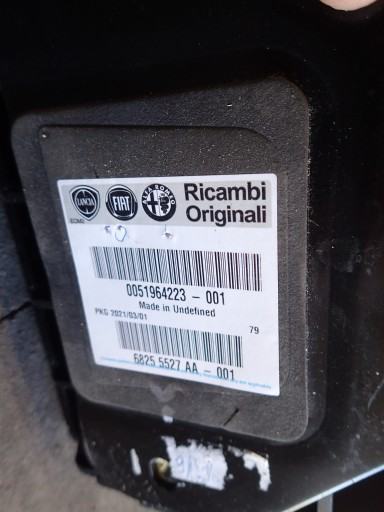 LANCIA FIAT ALFA ROMEO
Ricambi
Originali
0051964223 - 001
Made in Undefined
PKG 2021/03/01
79
6825 5527 AA - 001